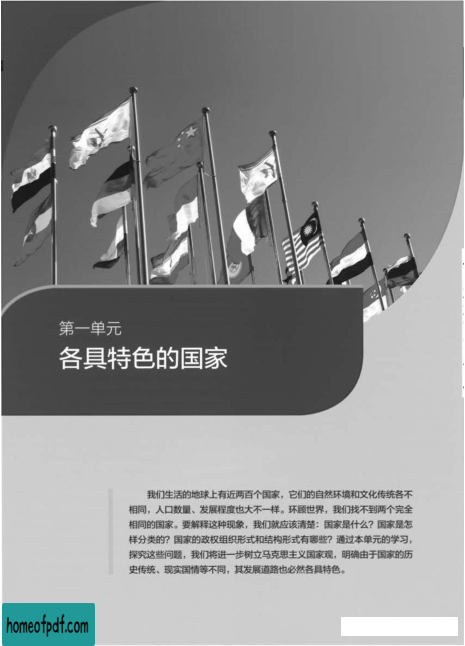 第一单元
各具特色的国家
我们生活的地球上有近两百个国家，它们的自然环境和文化传统各不
相同，人口数量、发展程度也大不一样。环顾世界，我们找不到两个完全
相同的国家。要解释这种现象，我们就应该清楚：国家是什么？国家是怎
样分类的？国家的政权组织形式和结构形式有哪些？通过本单元的学习，
探究这些问题，我们将进一步树立马克思主义国家观，明确由于国家的历
史传统、现实国情等不同，其发展道路也必然各具特色。
homeofpdf.com